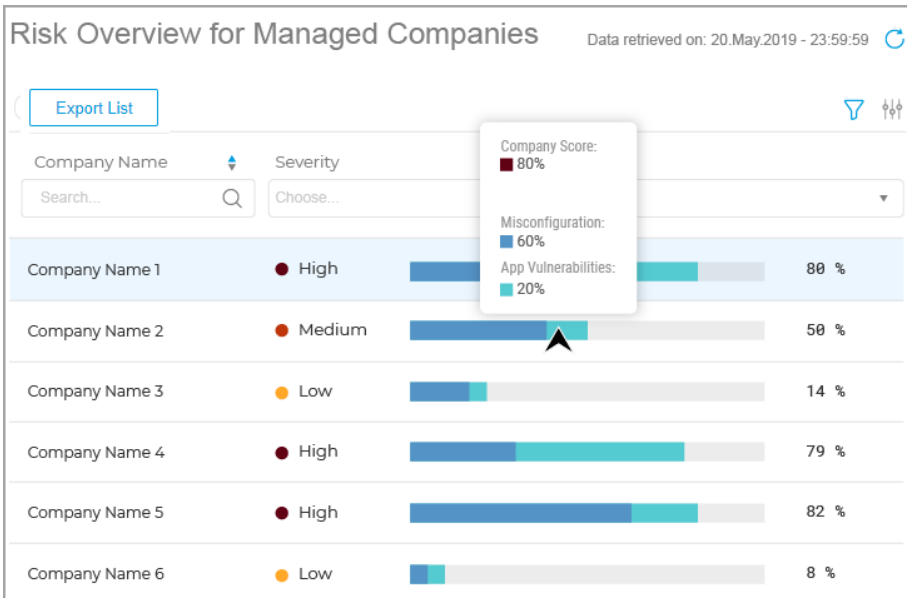 Risk Overview for Managed Companies
Data retrieved on: 20.May.2019 - 23:59:59
Export List
Company Name
Severity
Search...
Choose...
Company Score:
80%
Misconfiguration:
60%
App Vulnerabilities:
20%
Company Name 1 High 80 %
Company Name 2 Medium 50 %
Company Name 3 Low 14 %
Company Name 4 High 79 %
Company Name 5 High 82 %
Company Name 6 Low 8 %